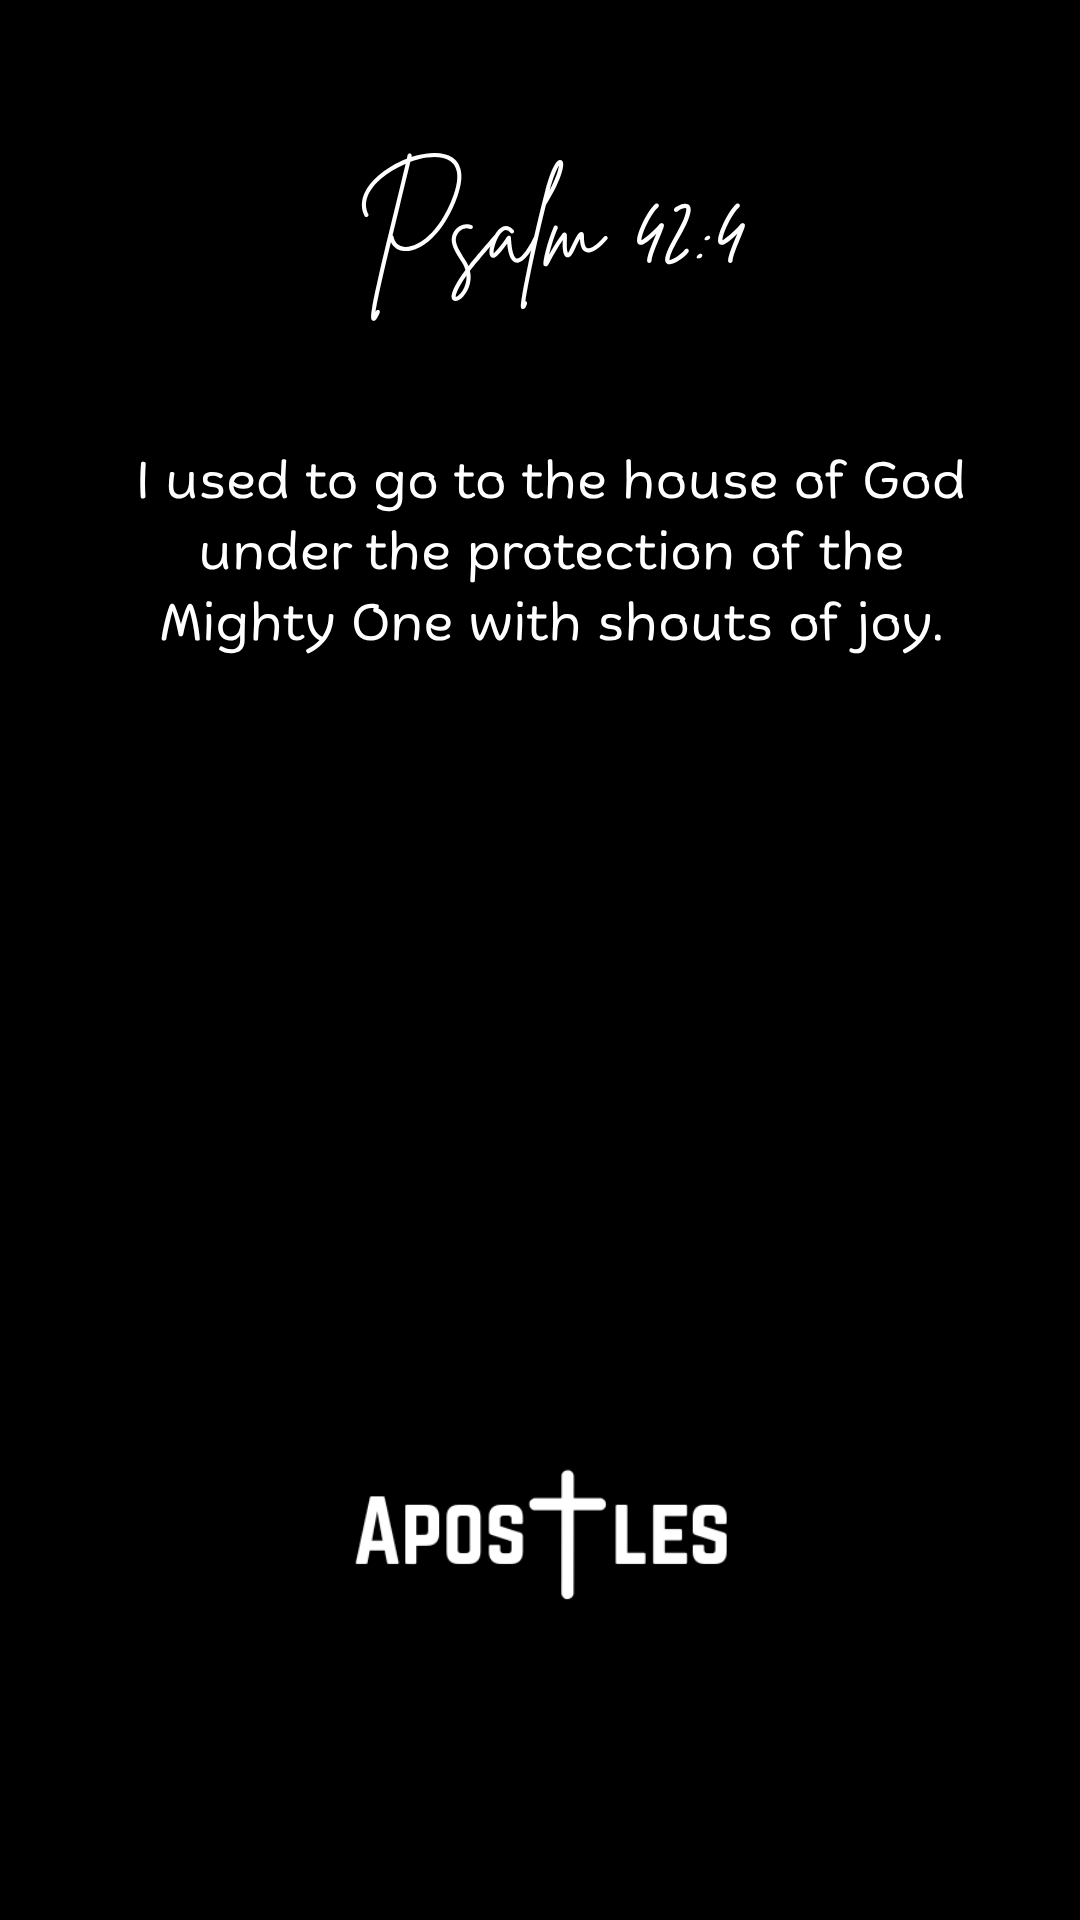 Psalm 42:4
I used to go to the house of God
under the protection of the
Mighty One with shouts of joy.
APOSTLES